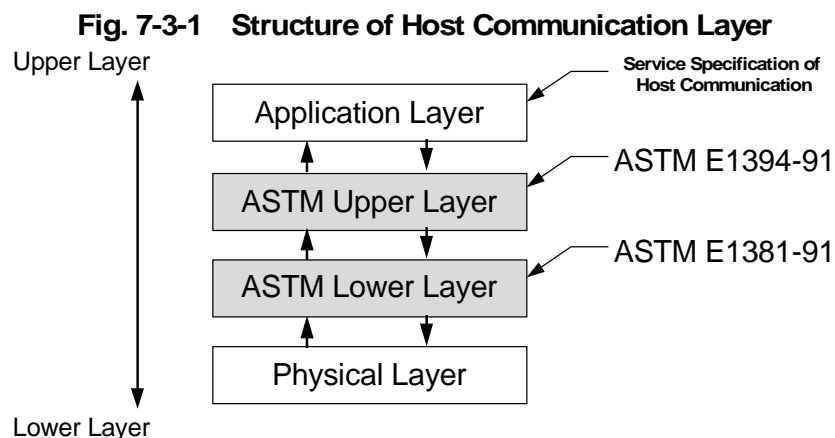 Fig. 7-3-1 Structure of Host Communication Layer
Upper Layer
Service Specification of
Host Communication
Application Layer
ASTM E1394-91
ASTM Upper Layer
ASTM E1381-91
ASTM Lower Layer
Physical Layer
Lower Layer